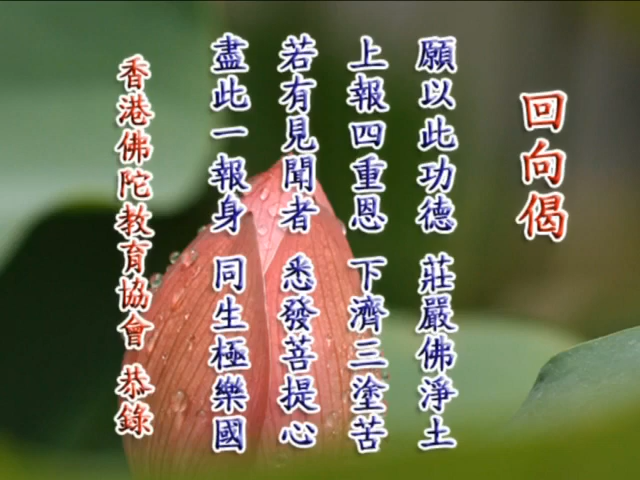 回向偈
願以此功德 莊嚴佛淨土
上報四重恩 下濟三塗苦
若有見聞者 悉發菩提心
盡此一報身 同生極樂國
香港佛陀教育協會 恭錄